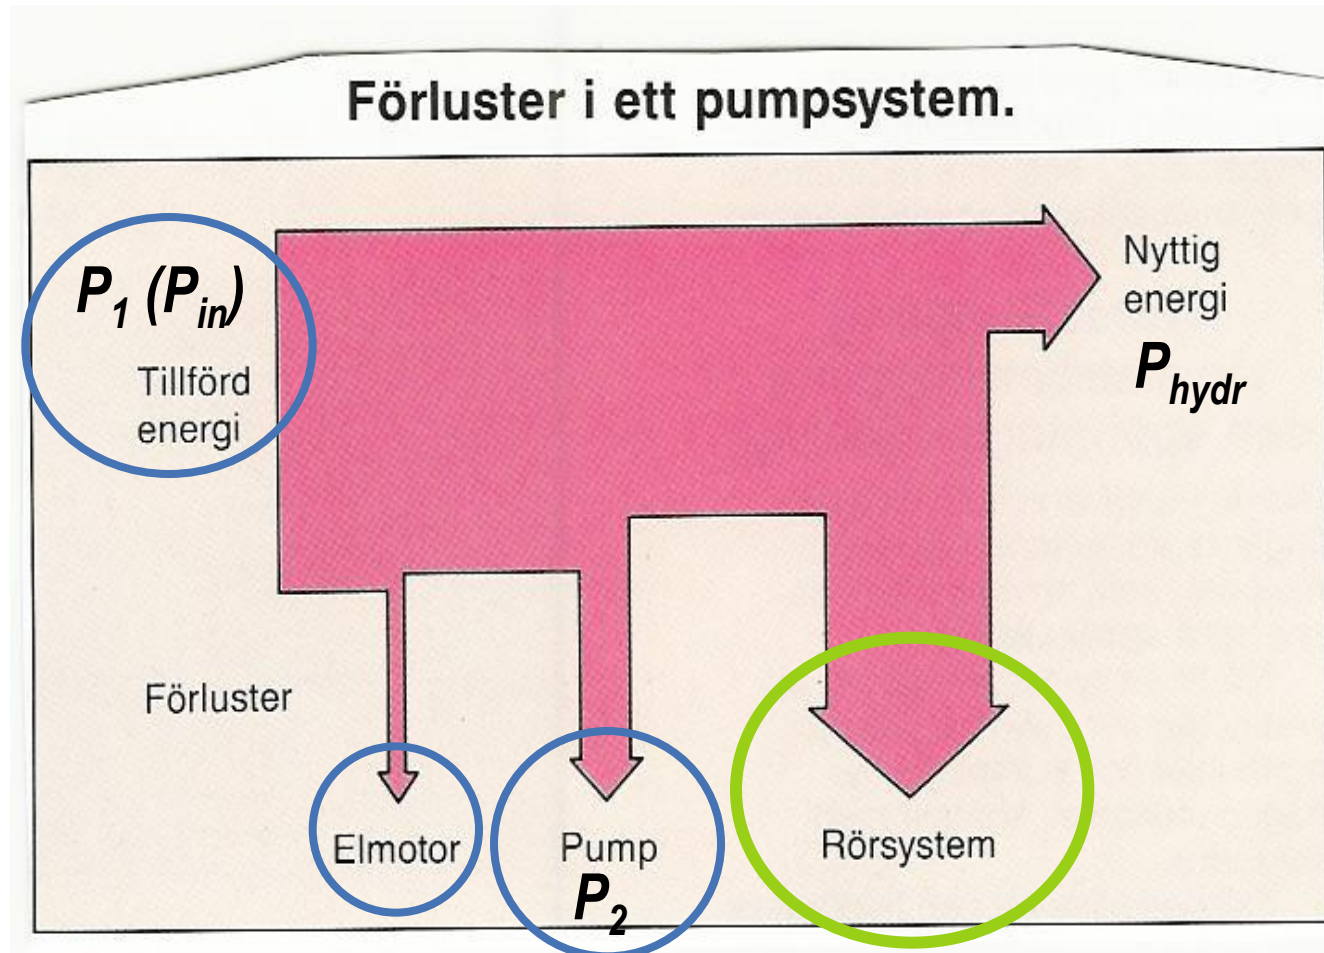 Förluster i ett pumpsystem.
P1 (Pin)
Tillförd
energi
Nyttig
energi
Phydr
Förluster
Elmotor
Pump
P2
Rörsystem